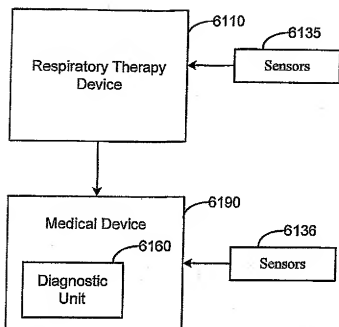 6110
6135
Respiratory Therapy
Device
Sensors
6190
Medical Device
6160
6136
Sensors
Diagnostic
Unit